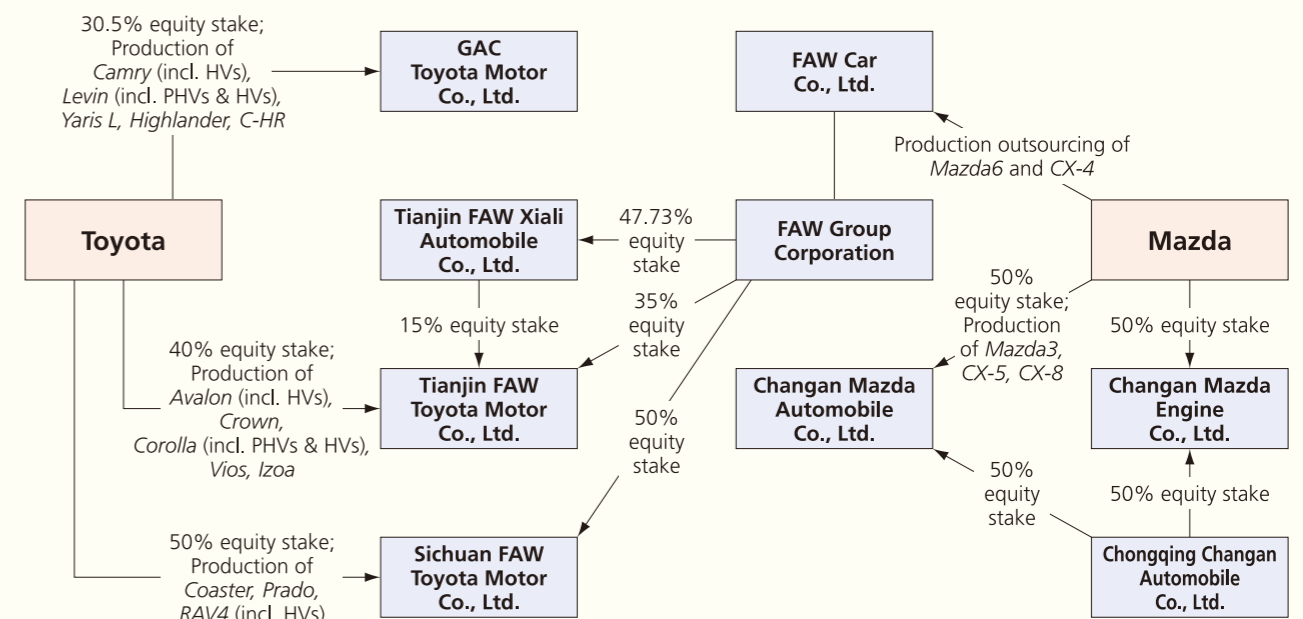 30.5% equity stake;
Production of
Camry (incl. HVs),
Levin (incl. PHVs & HVs),
Yaris L, Highlander, C-HR
GAC
Toyota Motor
Co., Ltd.
FAW Car
Co., Ltd.
Production outsourcing of
Mazda6 and CX-4
Toyota
Tianjin FAW Xiali
Automobile
Co., Ltd.
47.73%
equity
stake
FAW Group
Corporation
Mazda
15% equity stake
35%
equity
stake
50%
equity stake;
Production
of Mazda3,
CX-5, CX-8
50% equity stake
40% equity stake;
Production of
Avalon (incl. HVs),
Crown,
Corolla (incl. PHVs & HVs),
Vios, Izoa
Tianjin FAW
Toyota Motor
Co., Ltd.
50%
equity
stake
Changan Mazda
Automobile
Co., Ltd.
Changan Mazda
Engine
Co., Ltd.
50%
equity
stake
50% equity stake
50% equity stake;
Production of
Coaster, Prado,
RAV4 (incl. HVs)
Sichuan FAW
Toyota Motor
Co., Ltd.
Chongqing Changan
Automobile
Co., Ltd.